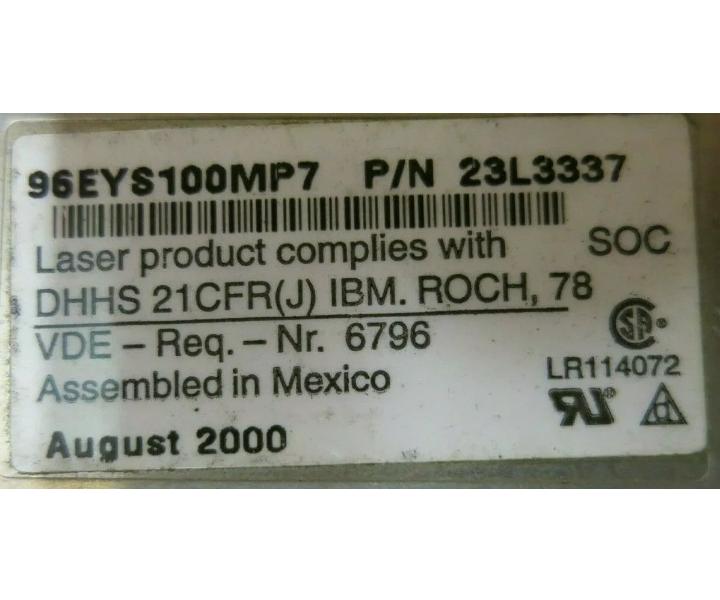 96EYS100MP7 P/N 23L3337
Laser product complies with SOC
DHHS 21CFR(J) IBM. ROCH, 78
VDE – Req. – Nr. 6796
Assembled in Mexico
LR114072
August 2000